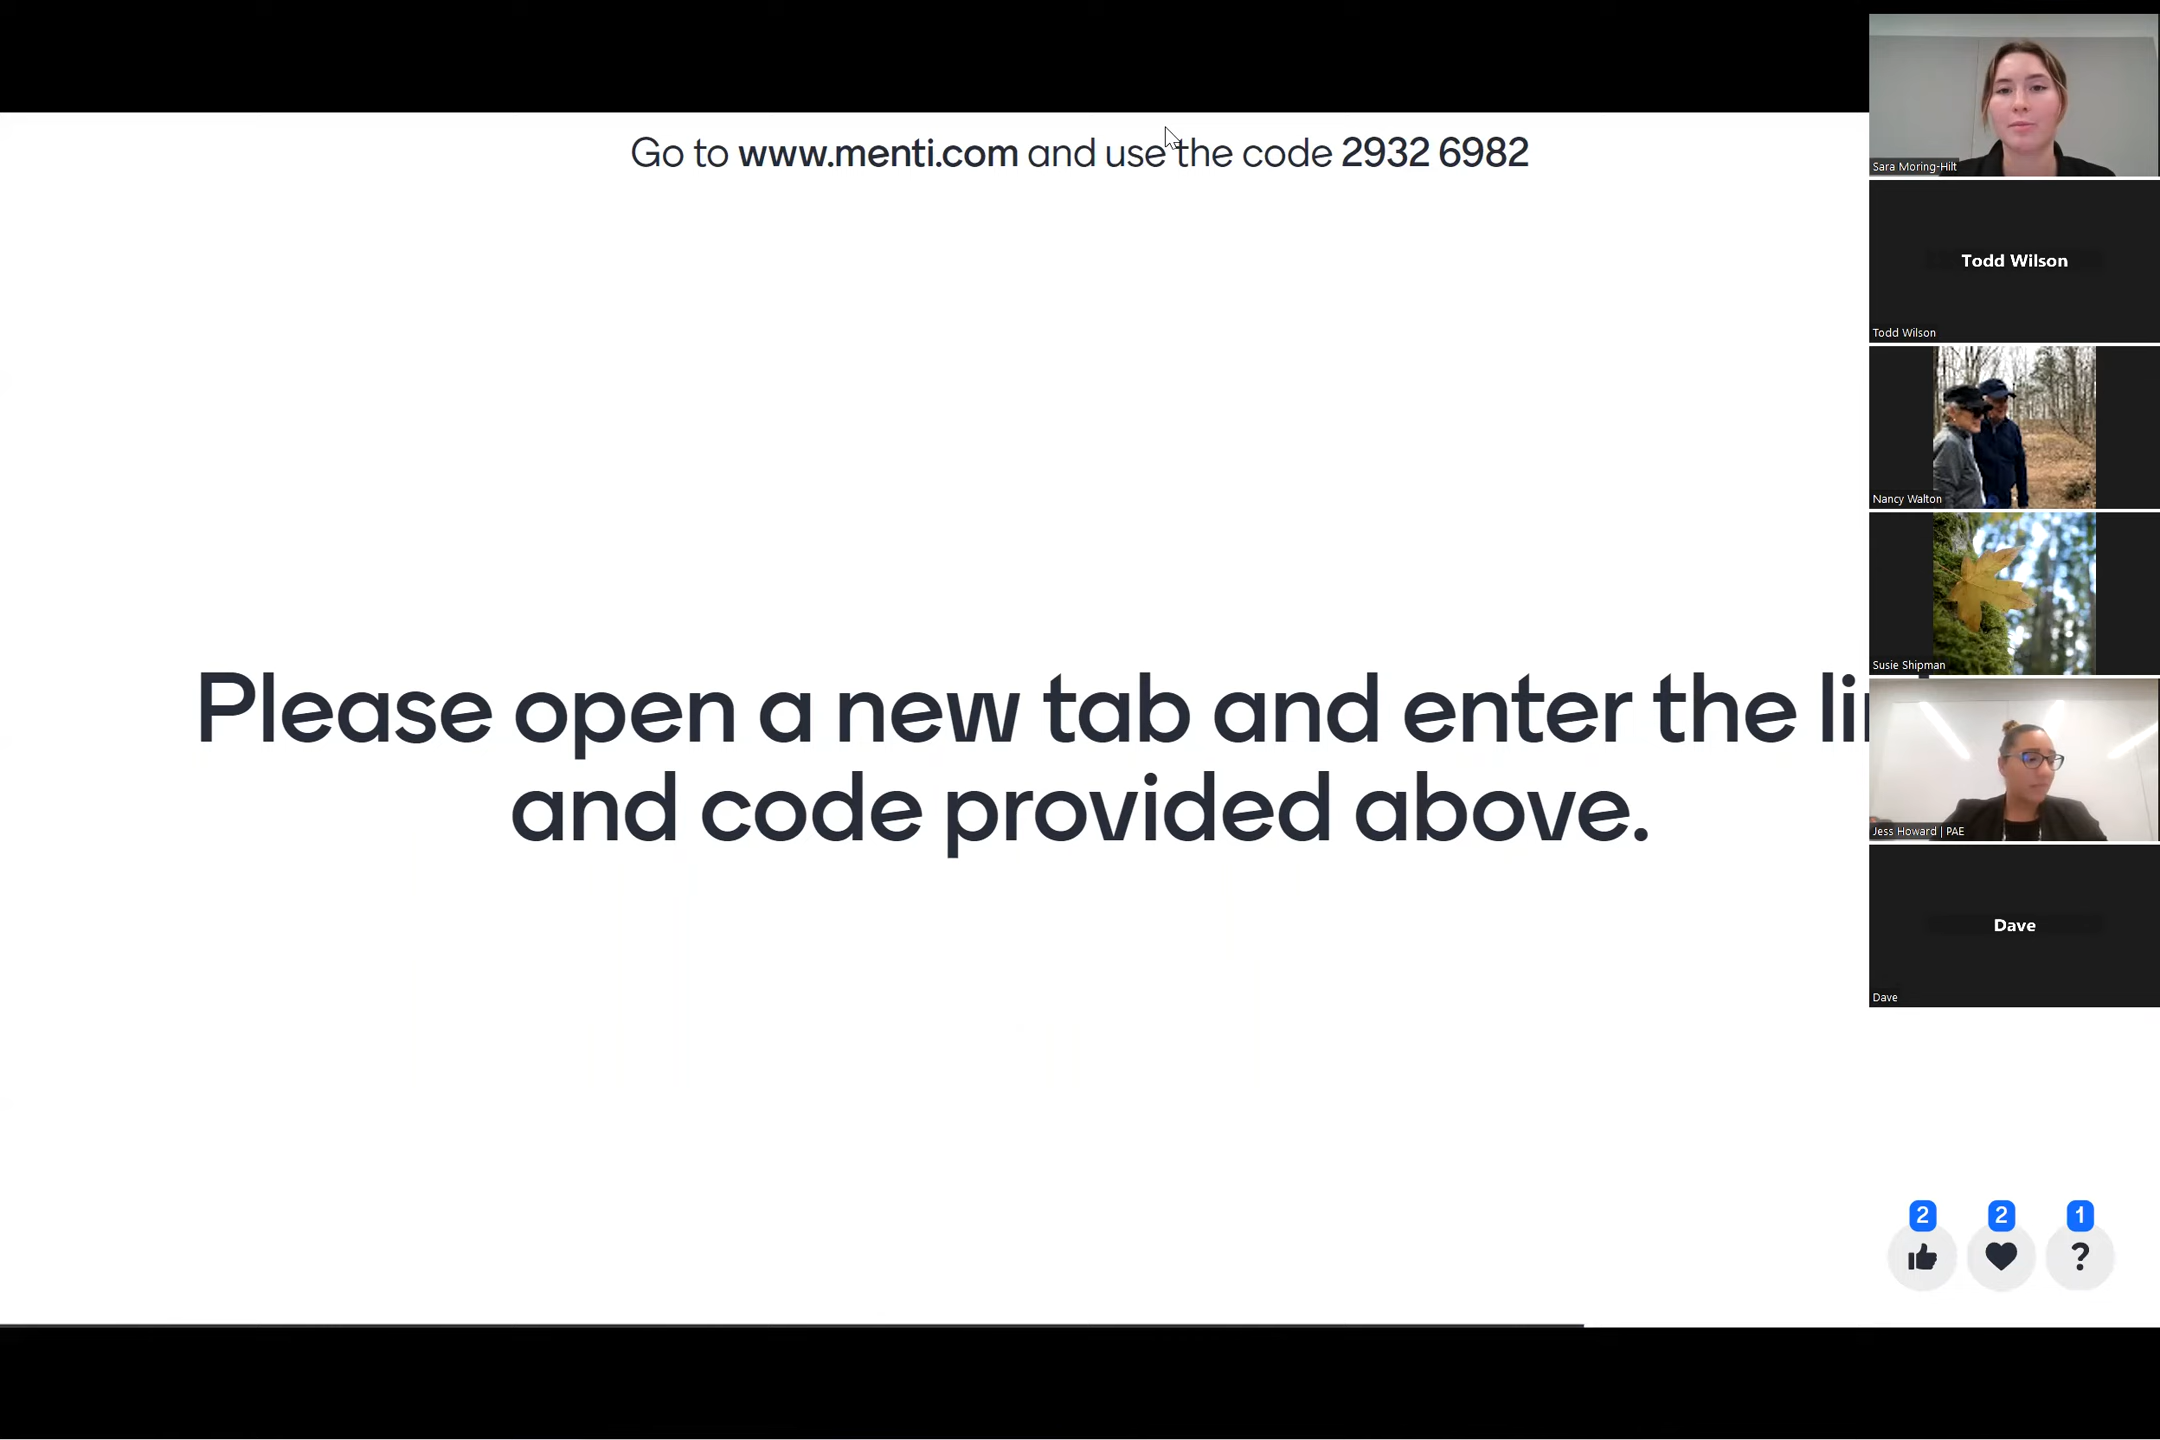 Go to www.menti.com and use the code 2932 6982
Please open a new tab and enter the
and code provided above.
Sara Moring-Hilt
Todd Wilson
Todd Wilson
Nancy Walton
Susie Shipman
Jess Howard | PAE
Dave
Dave
2 2 1
?